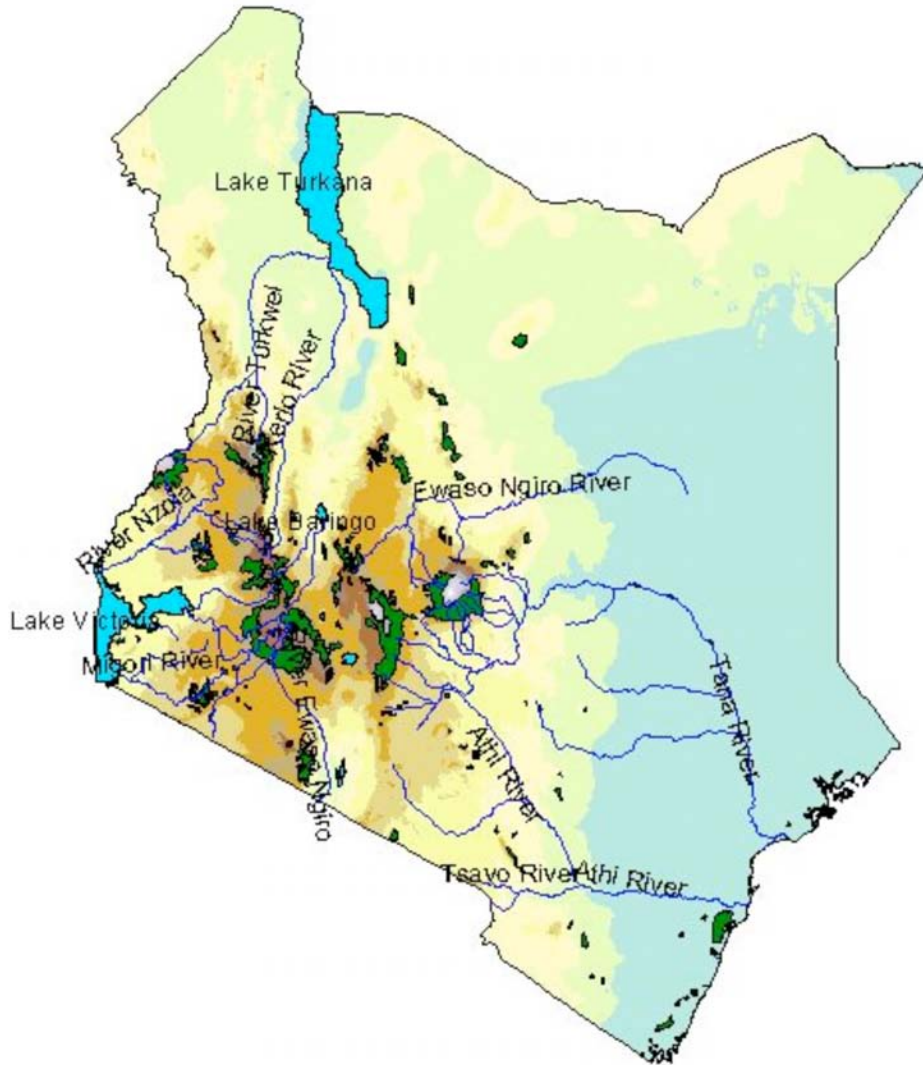 Lake Turkana
River Turkwel
Kerio River
Ewaso Ngiro River
River Nzoia
Lake Baringo
Lake Victoria
Migori River
River Ewaso Ngiro
Tana River
Athi River
Tsavo River
Athi River